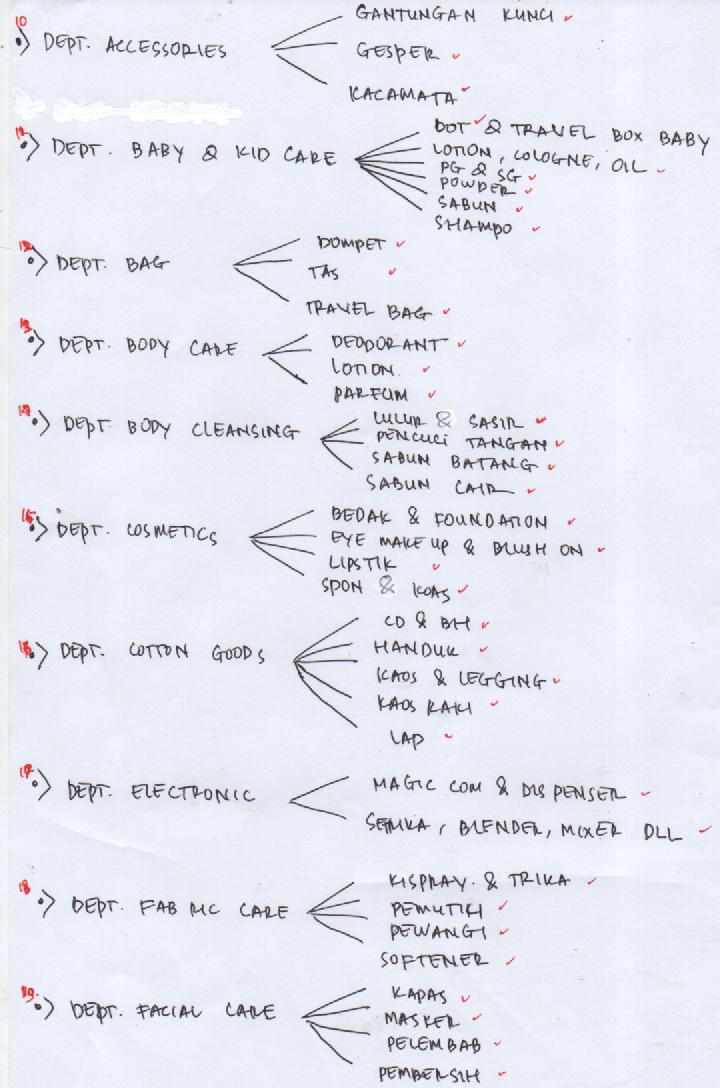 10 DEPT. ACCESSORIES
GANTUNGAN KUNCI
GESPER
KACAMATA
11 DEPT. BABY & KID CARE
DOT & TRAVEL BOX BABY
LOTION, COLOGNE, OIL
PG & SG
POWDER
SABUN
SHAMPO
12 DEPT. BAG
DOMPET
TAS
TRAVEL BAG
13 DEPT. BODY CARE
DEODORANT
LOTION
PARFUM
14 DEPT. BODY CLEANSING
LULUR & SASIR
PENCUCI TANGAN
SABUN BATANG
SABUN CAIR
15 DEPT. COSMETICS
BEDAK & FOUNDATION
EYE MAKE UP & BLUSH ON
LIPSTIK
SPON & KOAS
16 DEPT. COTTON GOODS
CD & BH
HANDUK
KAOS & LEGGING
KAOS KAKI
LAP
17 DEPT. ELECTRONIC
MAGIC COM & DISPENSER
SETRIKA, BLENDER, MIXER DLL
18 DEPT. FABRIC CARE
KISPRAY. & TRIKA
PEMUTIH
PEWANGI
SOFTENER
19. DEPT. FACIAL CARE
KAPAS
MASKER
PELEMBAB
PEMBERSIH